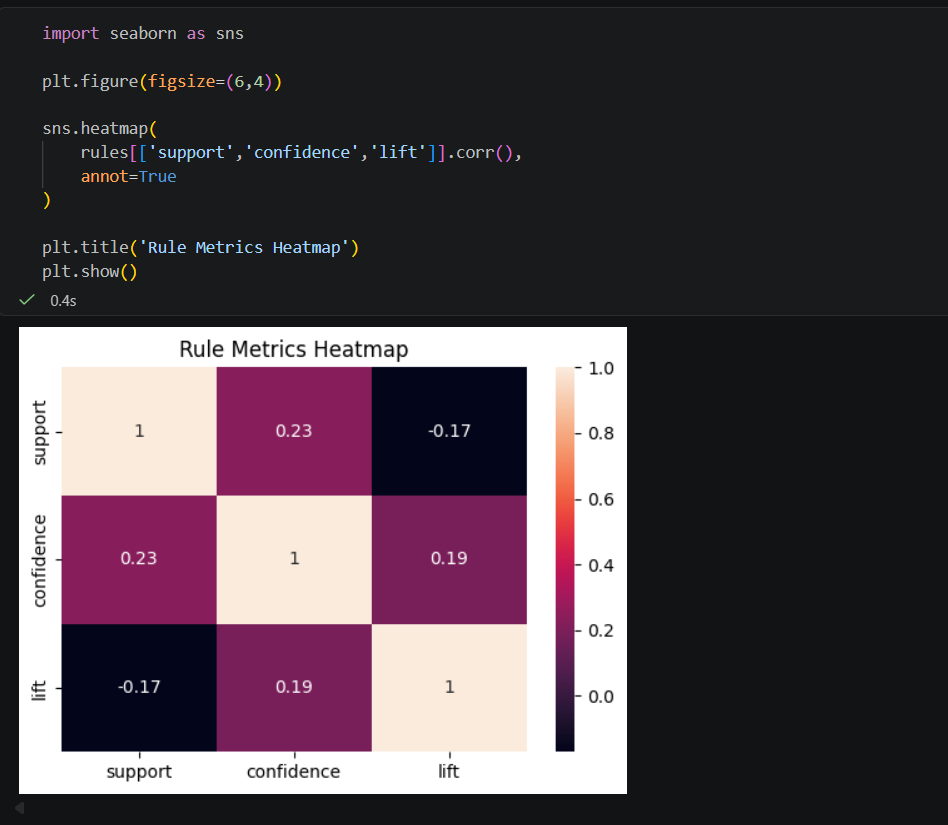 import seaborn as sns
plt.figure(figsize=(6,4))
sns.heatmap(
rules[['support','confidence','lift']].corr(),
annot=True
)
plt.title('Rule Metrics Heatmap')
plt.show()
0.4s
Rule Metrics Heatmap
support
1
0.23
-0.17
confidence
0.23
1
0.19
lift
-0.17
0.19
1
support confidence lift
1.0
0.8
0.6
0.4
0.2
0.0